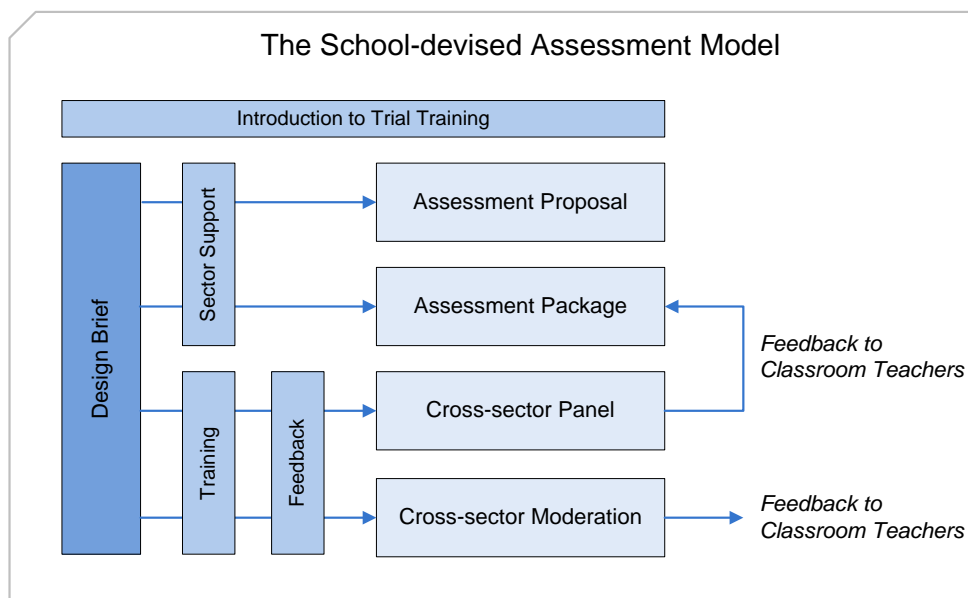 The School-devised Assessment Model
Introduction to Trial Training
Design Brief
Sector Support
Assessment Proposal
Assessment Package
Feedback to
Classroom Teachers
Training
Feedback
Cross-sector Panel
Cross-sector Moderation
Feedback to
Classroom Teachers